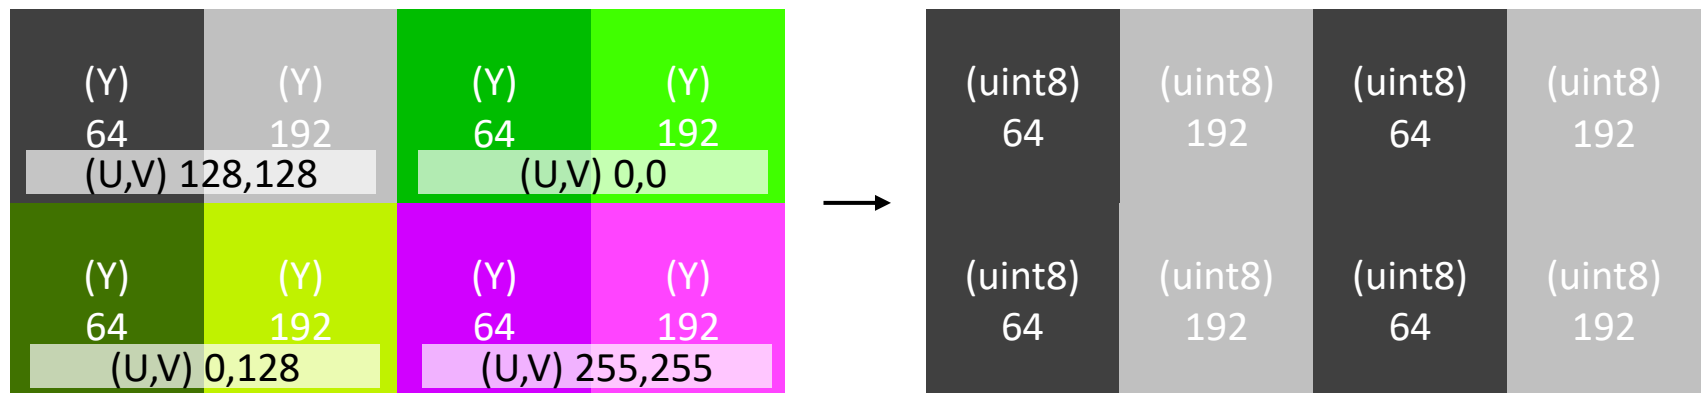 (Y) (Y) (Y) (Y)
64 192 64 192
(U,V) 128,128 (U,V) 0,0
(Y) (Y) (Y) (Y)
64 192 64 192
(U,V) 0,128 (U,V) 255,255
(uint8) (uint8) (uint8) (uint8)
64 192 64 192
(uint8) (uint8) (uint8) (uint8)
64 192 64 192